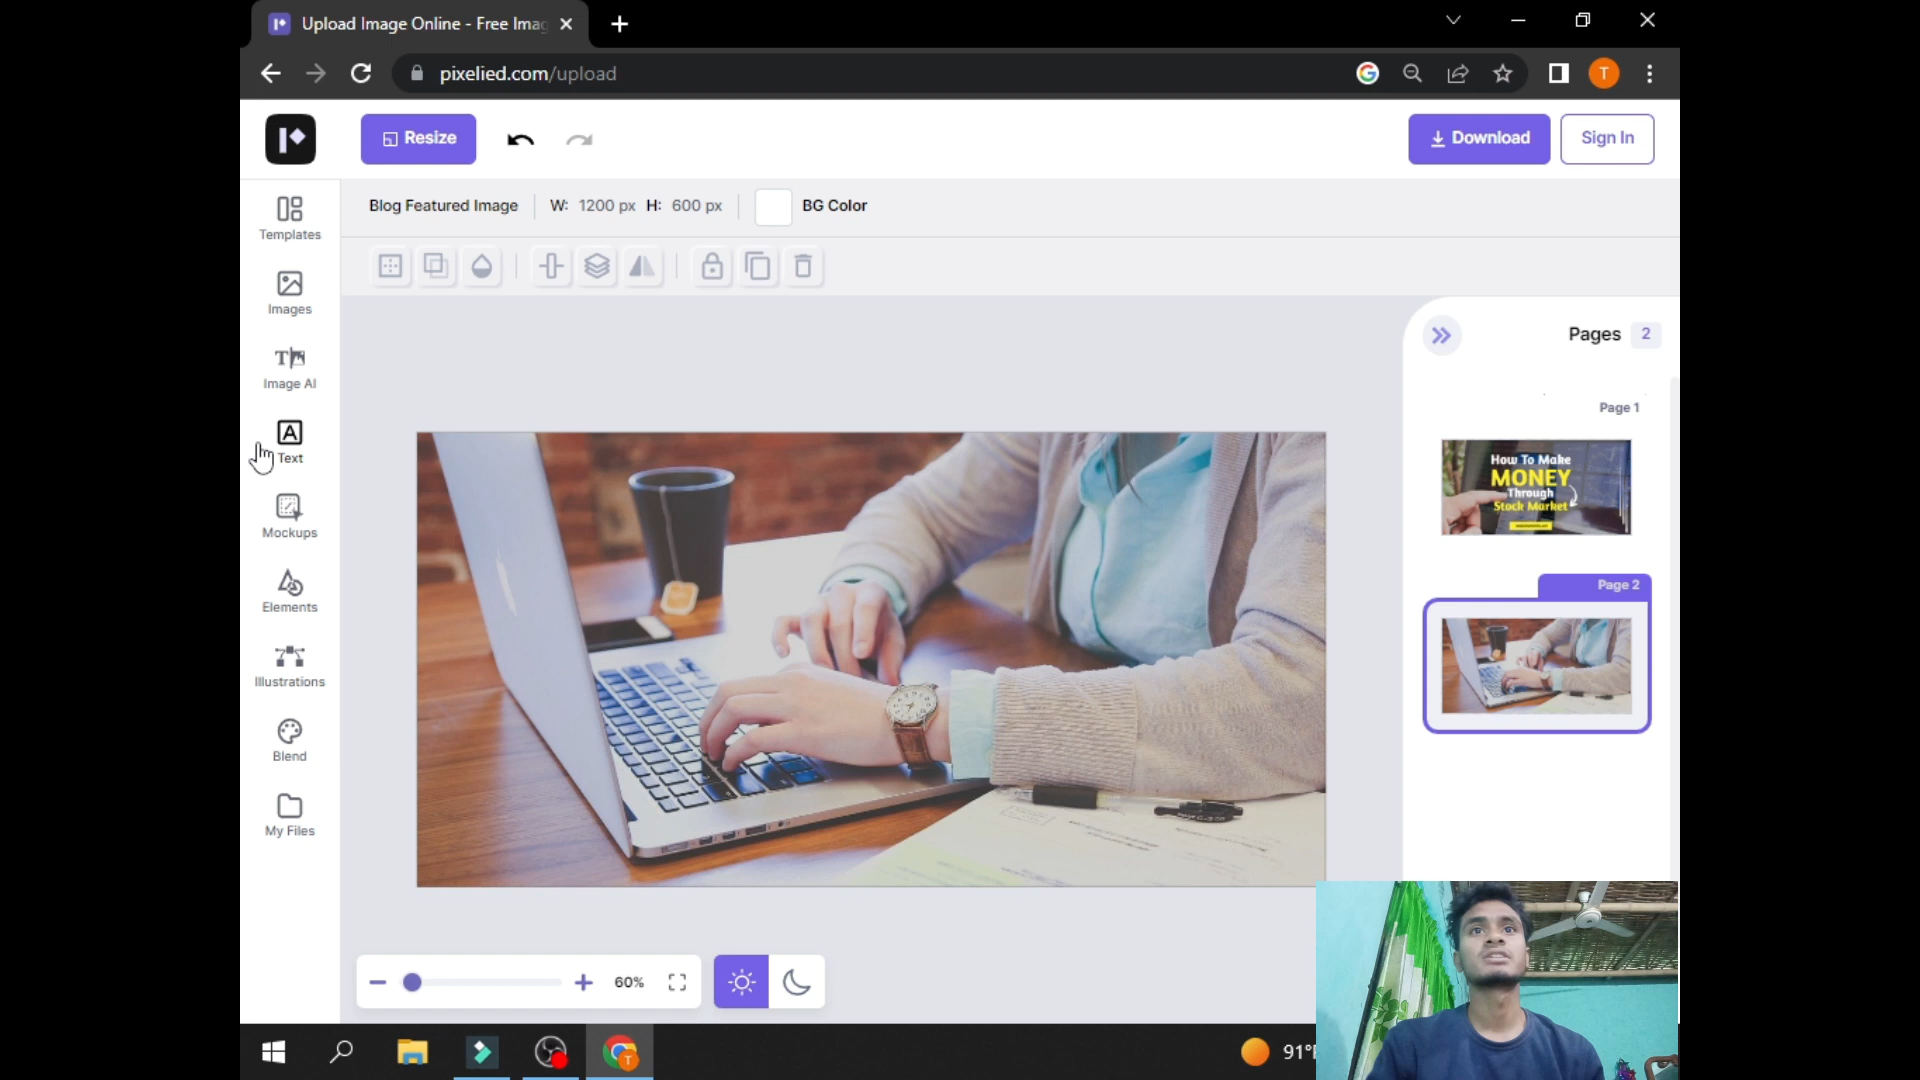 Upload Image Online - Free Imag
pixelied.com/upload
T
Resize
Download
Sign In
Blog Featured Image
W: 1200 px H: 600 px
BG Color
Templates
Images
Image AI
Text
Mockups
Elements
Illustrations
Blend
My Files
Pages 2
Page 1
How To Make
MONEY
Through
Stock Market
Page 2
60%
91°F